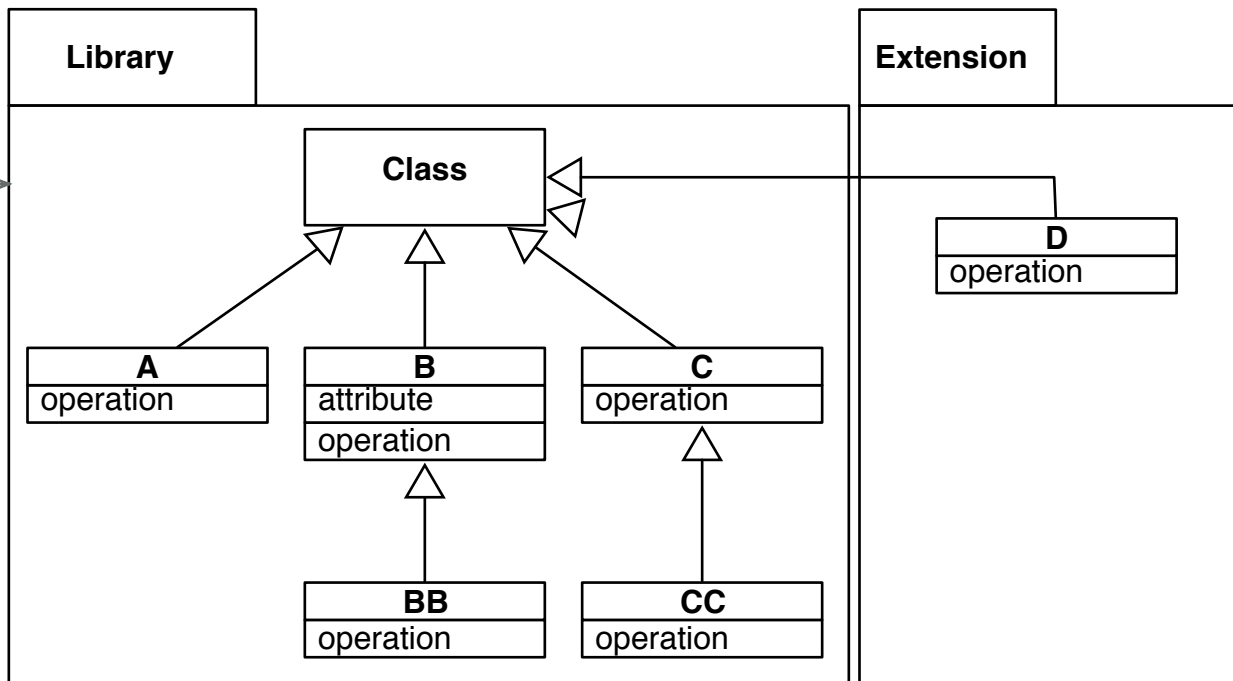 Library
Extension
Class
D
operation
A
operation
B
attribute
operation
C
operation
BB
operation
CC
operation